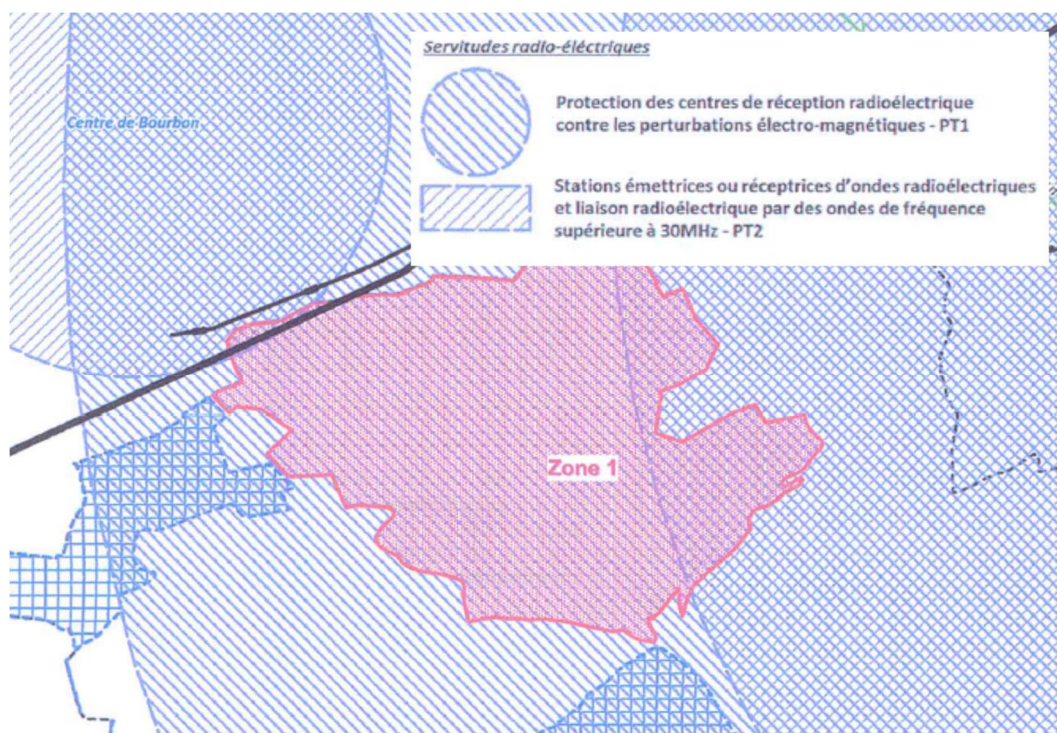 Servitudes radio-éléctriques
Centre de Bourbon
Protection des centres de réception radioélectrique
contre les perturbations électro-magnétiques - PT1
Stations émettrices ou réceptrices d'ondes radioélectriques
et liaison radioélectrique par des ondes de fréquence
supérieure à 30MHz - PT2
Zone 1